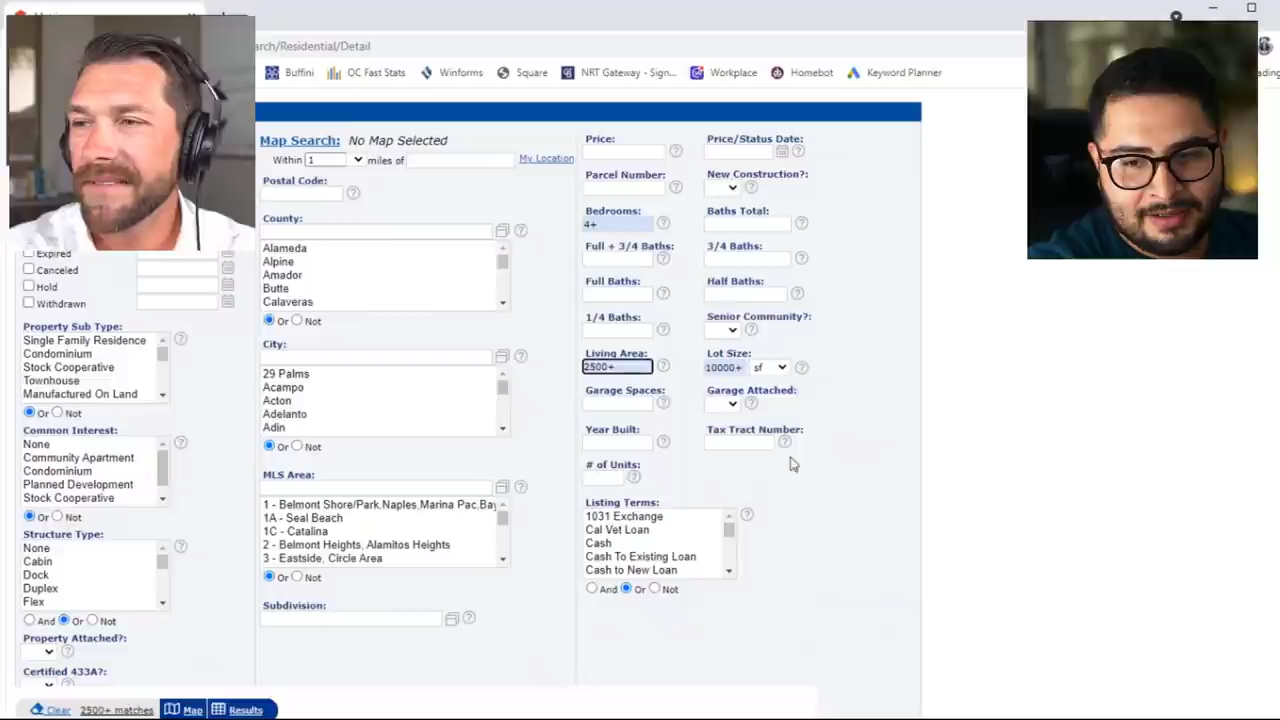 arch/Residential/Detail
Buffini
OC Fast Stats
Winforms
Square
NRT Gateway - Sign...
Workplace
Homebot
Keyword Planner
Expired
Canceled
Hold
Withdrawn
Property Sub Type:
Single Family Residence
Condominium
Stock Cooperative
Townhouse
Manufactured On Land
Or Not
Common Interest:
None
Community Apartment
Condominium
Planned Development
Stock Cooperative
Or Not
Structure Type:
None
Cabin
Dock
Duplex
Flex
And Or Not
Property Attached?:
Certified 433A?:
Map Search: No Map Selected
Within 1 miles of My Location
Postal Code:
County:
Alameda
Alpine
Amador
Butte
Calaveras
Or Not
City:
29 Palms
Acampo
Acton
Adelanto
Adin
Or Not
MLS Area:
1 - Belmont Shore/Park,Naples,Marina Pac,Bay
1A - Seal Beach
1C - Catalina
2 - Belmont Heights, Alamitos Heights
3 - Eastside, Circle Area
Or Not
Subdivision:
Price: Price/Status Date:
Parcel Number: New Construction?:
Bedrooms: Baths Total:
4+
Full + 3/4 Baths: 3/4 Baths:
Full Baths: Half Baths:
1/4 Baths: Senior Community?:
Living Area: Lot Size:
2500+ 10000+ sf
Garage Spaces: Garage Attached:
Year Built: Tax Tract Number:
# of Units:
Listing Terms:
1031 Exchange
Cal Vet Loan
Cash
Cash To Existing Loan
Cash to New Loan
And Or Not
Clear 2500+ matches Map Results